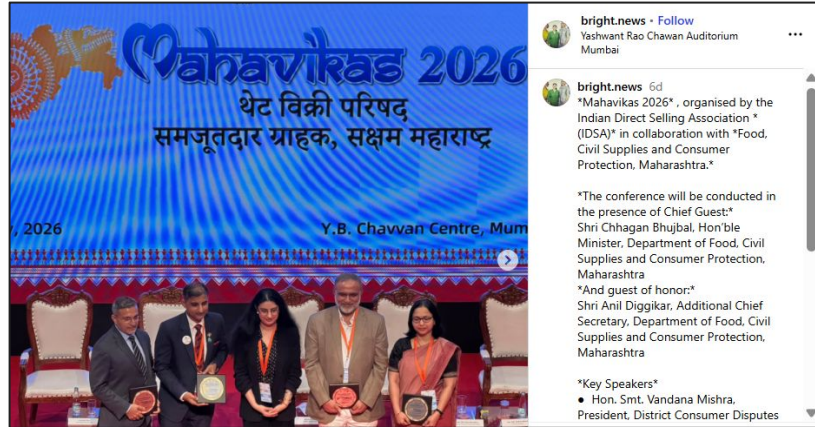 Mahavikas 2026
थेट विक्री परिषद
समजूतदार ग्राहक, सक्षम महाराष्ट्र
, 2026
Y.B. Chavvan Centre, Mum
bright.news • Follow
Yashwant Rao Chawan Auditorium
Mumbai
bright.news 6d
*Mahavikas 2026* , organised by the
Indian Direct Selling Association *
(IDSA)* in collaboration with *Food,
Civil Supplies and Consumer
Protection, Maharashtra.*
*The conference will be conducted in
the presence of Chief Guest:*
Shri Chhagan Bhujbal, Hon'ble
Minister, Department of Food, Civil
Supplies and Consumer Protection,
Maharashtra
*And guest of honor:*
Shri Anil Diggikar, Additional Chief
Secretary, Department of Food, Civil
Supplies and Consumer Protection,
Maharashtra
*Key Speakers*
● Hon. Smt. Vandana Mishra,
President, District Consumer Disputes